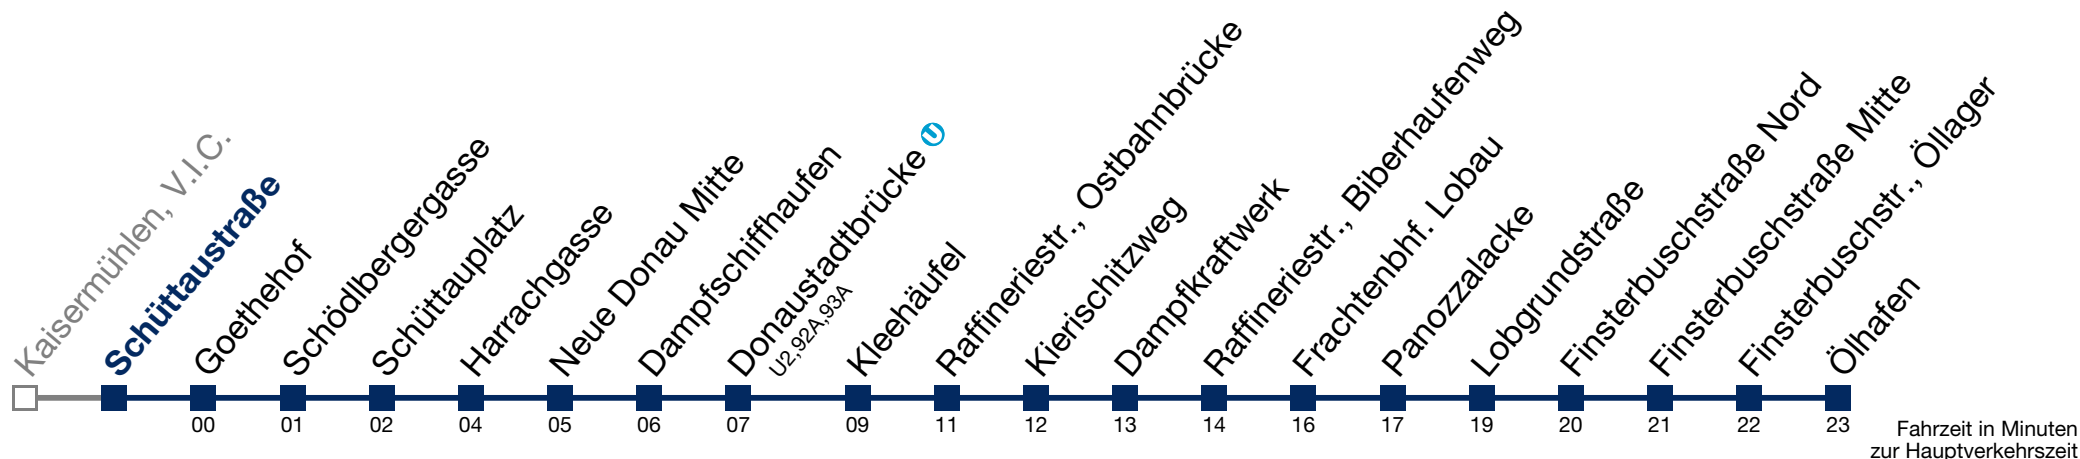 Kaisermühlen, V.I.C.
Schüttaustraße
Goethehof
Schödlbergergasse
Schüttauplatz
Harrachgasse
Neue Donau Mitte
Dampfschiffhaufen
Donaustadtbrücke U
U2,92A,93A
Kleehäufel
Raffineriestr., Ostbahnbrücke
Kierischitzweg
Dampfkraftwerk
Raffineriestr., Biberhaufenweg
Frachtenbhf. Lobau
Panozzalacke
Lobgrundstraße
Finsterbuschstraße Nord
Finsterbuschstraße Mitte
Finsterbuschstr., Öllager
Ölhafen
00 01 02 04 05 06 07 09 11 12 13 14 16 17 19 20 21 22 23
Fahrzeit in Minuten
zur Hauptverkehrszeit